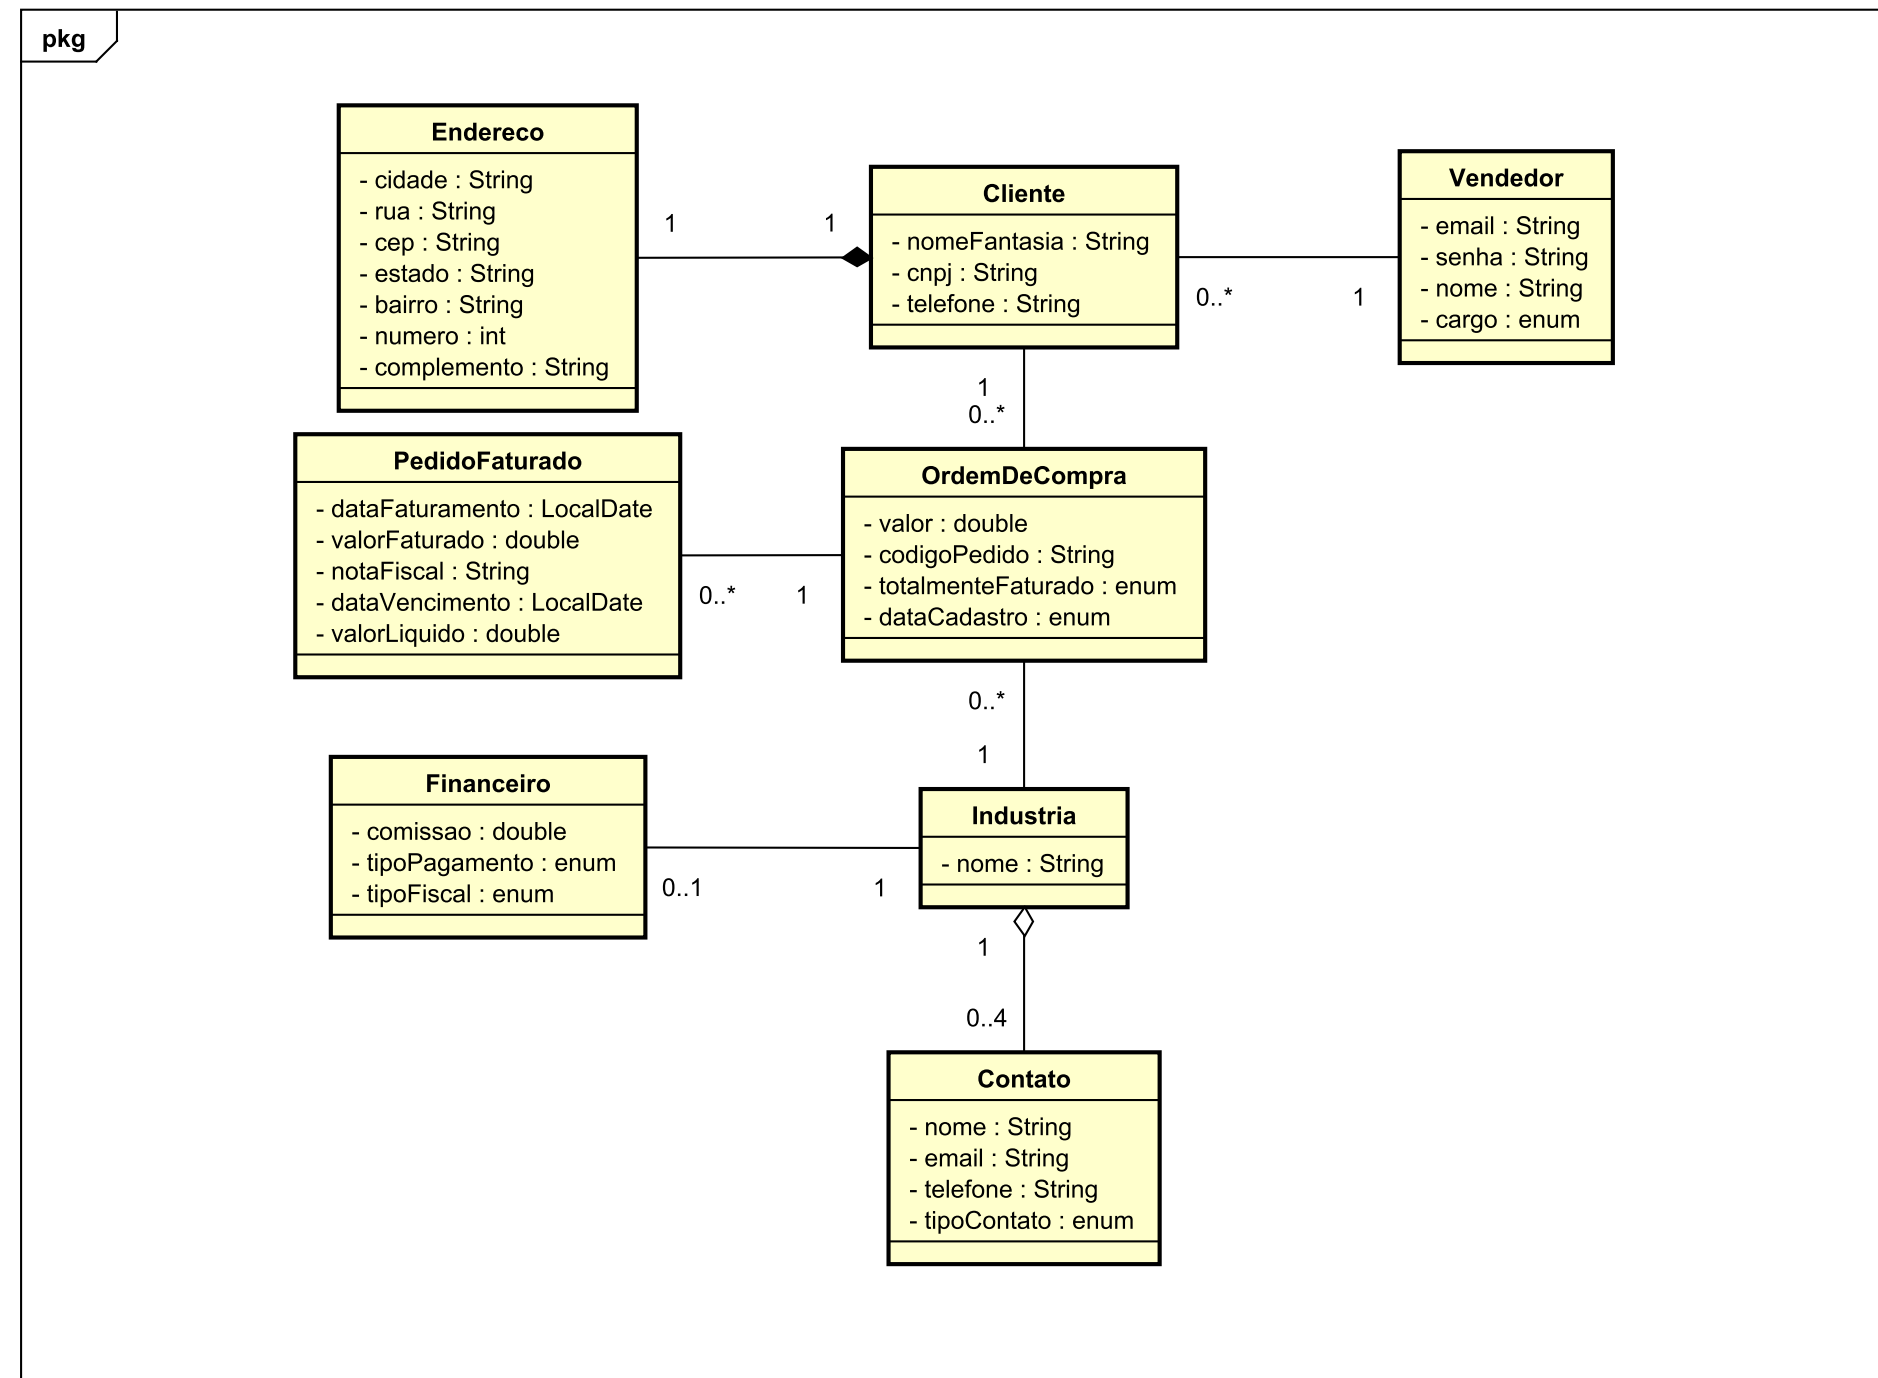 pkg
Endereco
- cidade : String
- rua : String
- cep : String
- estado : String
- bairro : String
- numero : int
- complemento : String
1
1
Cliente
- nomeFantasia : String
- cnpj : String
- telefone : String
0..*
1
Vendedor
- email : String
- senha : String
- nome : String
- cargo : enum
1
0..*
PedidoFaturado
- dataFaturamento : LocalDate
- valorFaturado : double
- notaFiscal : String
- dataVencimento : LocalDate
- valorLiquido : double
0..*
1
OrdemDeCompra
- valor : double
- codigoPedido : String
- totalmenteFaturado : enum
- dataCadastro : enum
0..*
1
Financeiro
- comissao : double
- tipoPagamento : enum
- tipoFiscal : enum
0..1
1
Industria
- nome : String
1
0..4
Contato
- nome : String
- email : String
- telefone : String
- tipoContato : enum